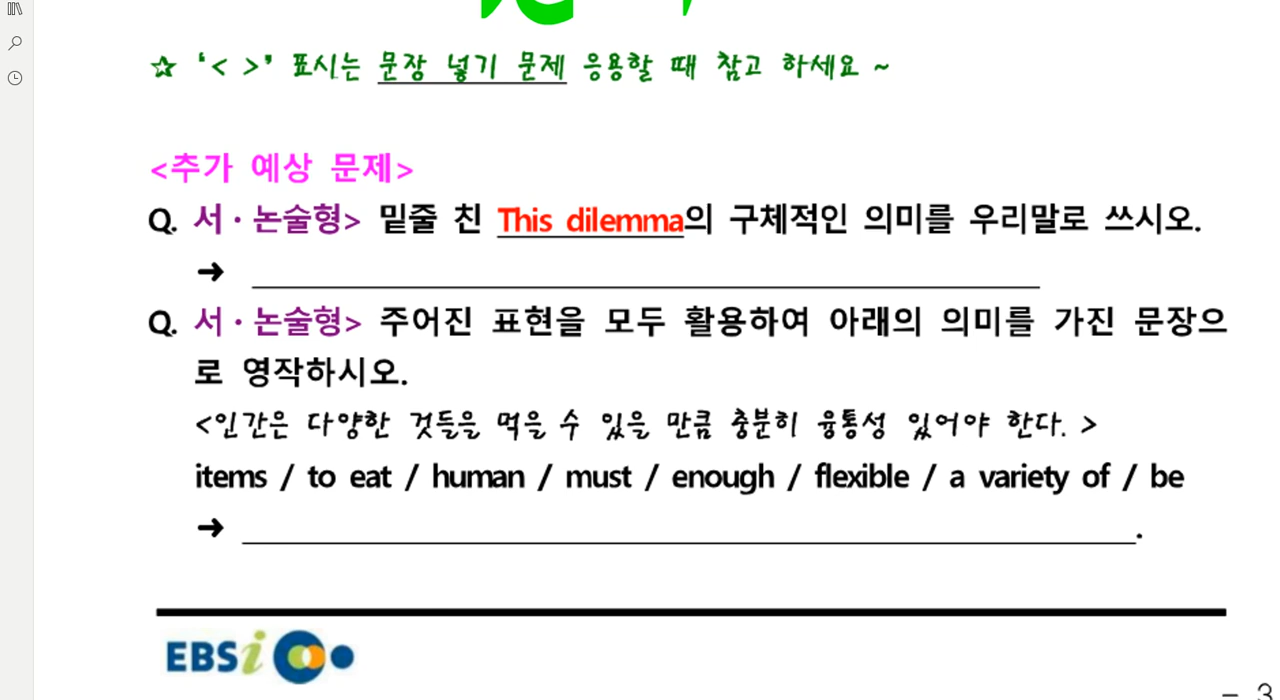 ☆ ‘< >’ 표시는 문장 넣기 문제 응용할 때 참고 하세요 ~
<추가 예상 문제>
Q. 서·논술형> 밑줄 친 This dilemma의 구체적인 의미를 우리말로 쓰시오.
➜
Q. 서·논술형> 주어진 표현을 모두 활용하여 아래의 의미를 가진 문장으
로 영작하시오.
<인간은 다양한 것들을 먹을 수 있을 만큼 충분히 융통성 있어야 한다. >
items / to eat / human / must / enough / flexible / a variety of / be
➜ .
EBSi
- 3